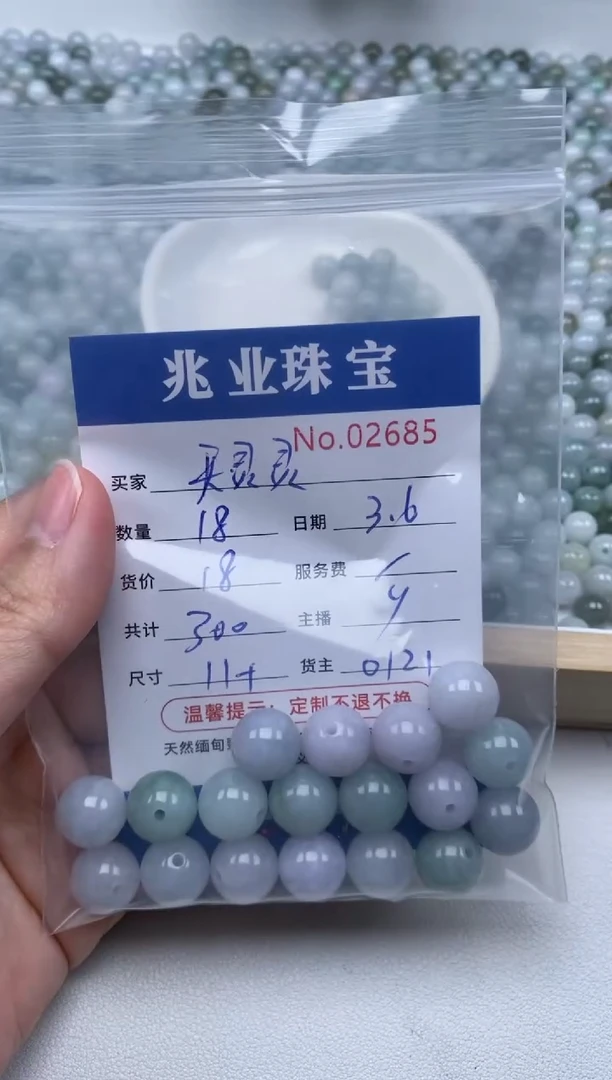 兆业珠宝
No.02685
买家 买灵灵
数量 18 日期 3.6
货价 18 服务费 /
共计 300 主播 y
尺寸 11+ 货主 0121
温馨提示:定制不退不换
天然缅甸